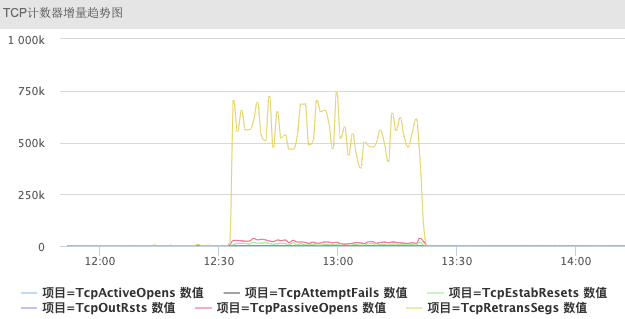 TCP计数器增量趋势图
1 000k
750k
500k
250k
0
12:00 12:30 13:00 13:30 14:00
项目=TcpActiveOpens 数值 项目=TcpAttemptFails 数值 项目=TcpEstabResets 数值
项目=TcpOutRsts 数值 项目=TcpPassiveOpens 数值 项目=TcpRetransSegs 数值